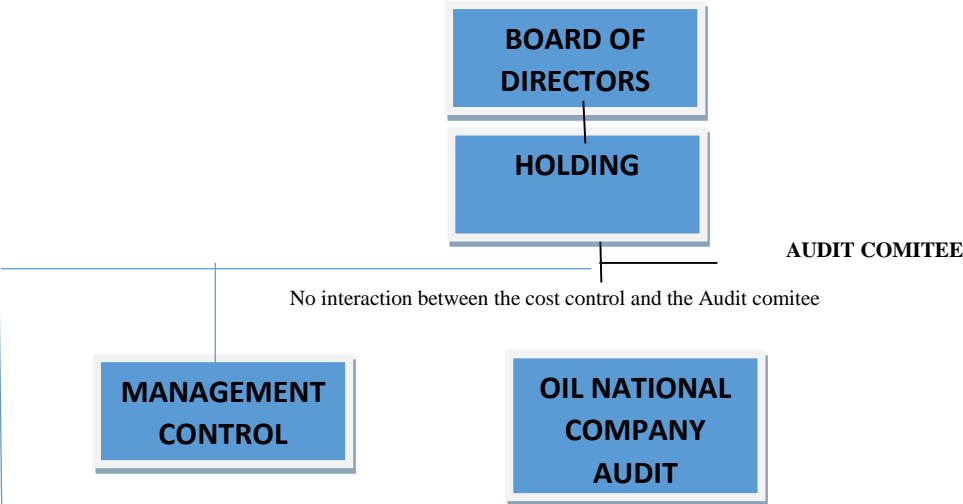 BOARD OF
DIRECTORS
HOLDING
AUDIT COMITEE
No interaction between the cost control and the Audit comitee
MANAGEMENT
CONTROL
OIL NATIONAL
COMPANY
AUDIT